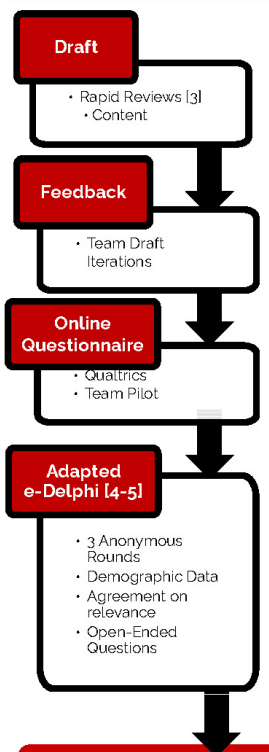 Draft
• Rapid Reviews [3]
• Content
Feedback
• Team Draft
Iterations
Online
Questionnaire
• Qualtrics
• Team Pilot
Adapted
e-Delphi [4-5]
• 3 Anonymous
Rounds
• Demographic Data
• Agreement on
relevance
• Open-Ended
Questions